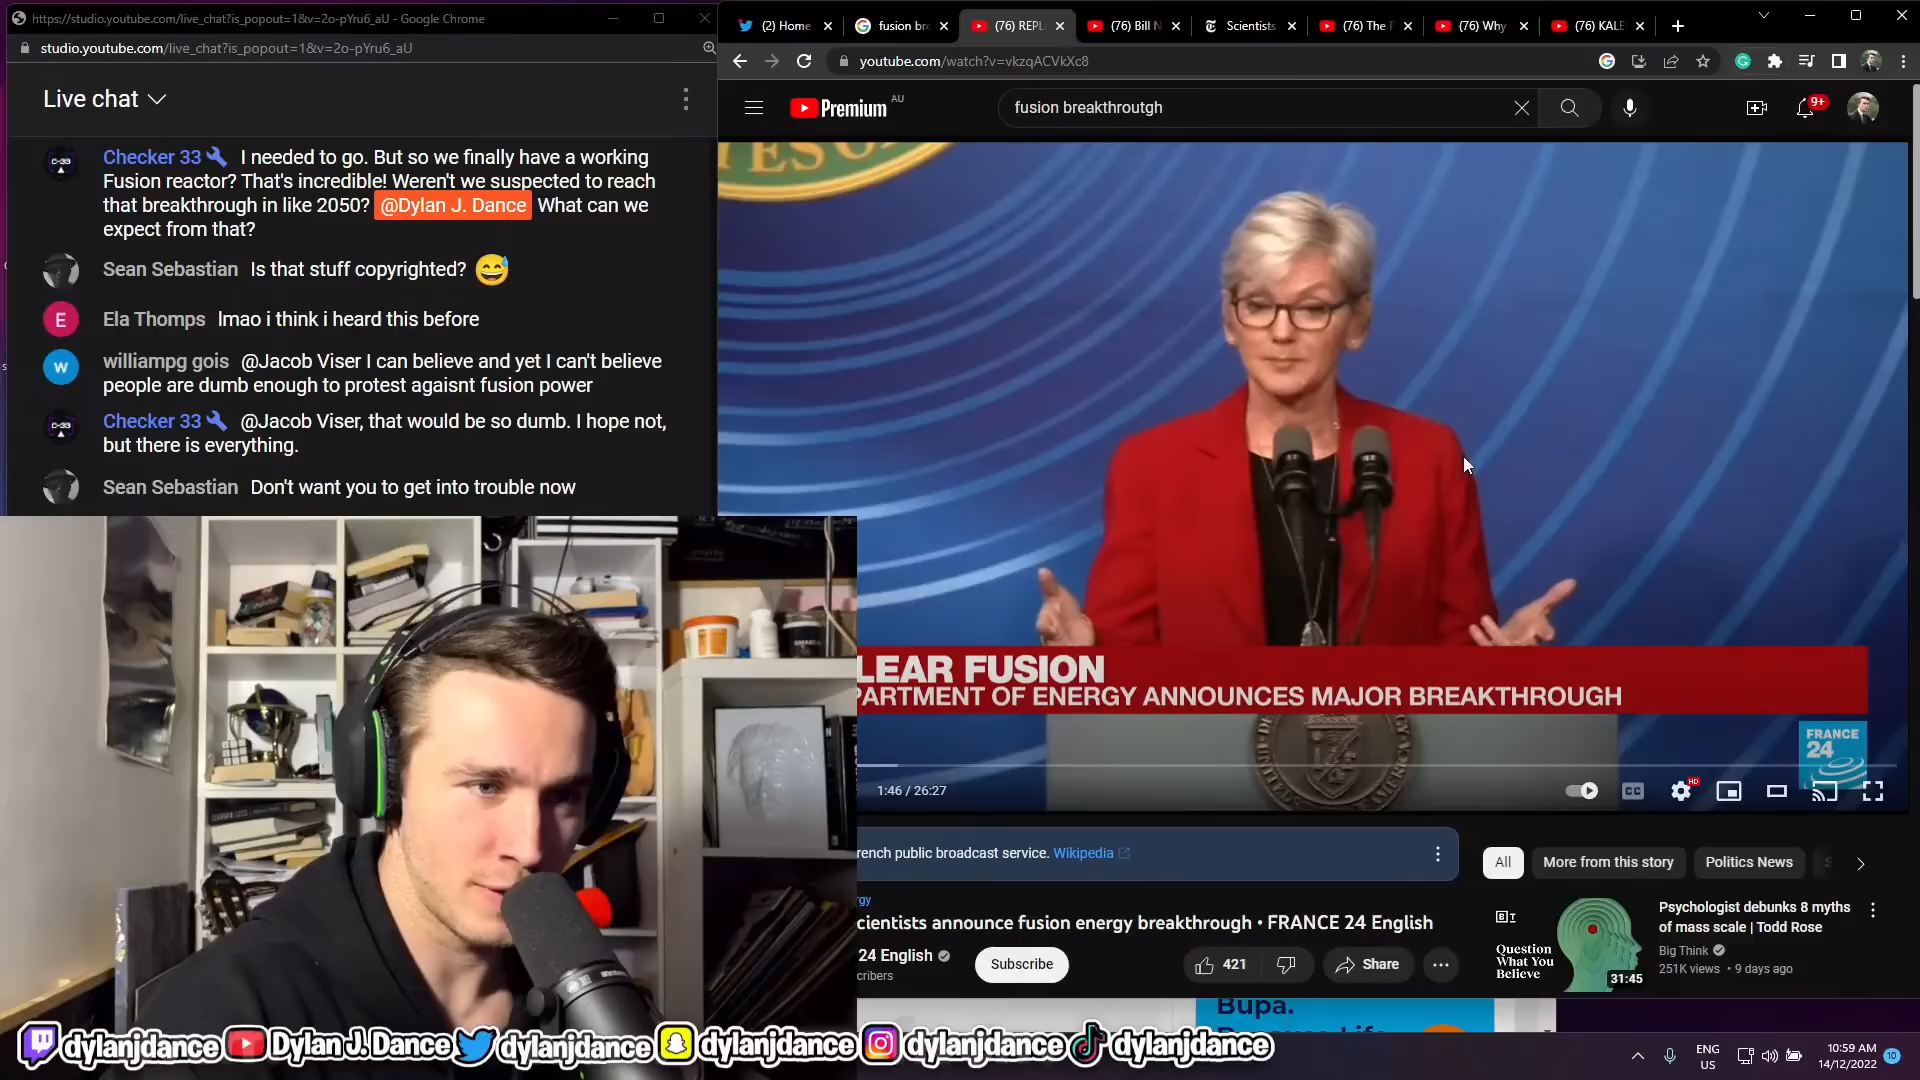 https://studio.youtube.com/live_chat?is_popout=1&v=2o-pYru6_aU - Google Chrome
studio.youtube.com/live_chat?is_popout=1&v=2o-pYru6_aU
Live chat
Checker 33 I needed to go. But so we finally have a working
Fusion reactor? That's incredible! Weren't we suspected to reach
that breakthrough in like 2050? @Dylan J. Dance What can we
expect from that?
Sean Sebastian Is that stuff copyrighted?
E
Ela Thomps lmao i think i heard this before
w
williampg gois @Jacob Viser I can believe and yet I can't believe
people are dumb enough to protest agaisnt fusion power
Checker 33 @Jacob Viser, that would be so dumb. I hope not,
but there is everything.
Sean Sebastian Don't want you to get into trouble now
(2) Home
fusion bre
(76) REPL
(76) Bill N
Scientists
(76) The
(76) Why
(76) KALE
youtube.com/watch?v=vkzqACVkXc8
Premium AU
fusion breakthroutgh
9+
LEAR FUSION
PARTMENT OF ENERGY ANNOUNCES MAJOR BREAKTHROUGH
FRANCE
24
1:46 / 26:27
CC
HD
rench public broadcast service. Wikipedia
All
More from this story
Politics News
rgy
cientists announce fusion energy breakthrough • FRANCE 24 English
24 English
cribers
Subscribe
421
Share
BT
Question
What You
Believe
31:45
Psychologist debunks 8 myths
of mass scale | Todd Rose
Big Think
251K views • 9 days ago
Bupa.
dylanjdance
Dylan J. Dance
dylanjdance
dylanjdance
dylanjdance
dylanjdance
ENG
US
10:59 AM
14/12/2022
10